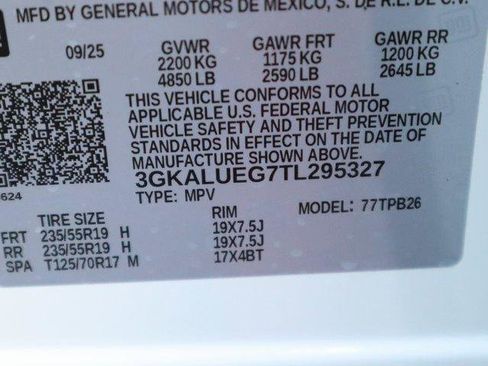 MFD BY GENERAL MOTORS DE MEXICO, S. DE R.L. DE C.V.
09/25 GVWR GAWR FRT GAWR RR
2200 KG 1175 KG 1200 KG
4850 LB 2590 LB 2645 LB
THIS VEHICLE CONFORMS TO ALL
APPLICABLE U.S. FEDERAL MOTOR
VEHICLE SAFETY AND THEFT PREVENTION
STANDARDS IN EFFECT ON THE DATE OF
MANUFACTURE SHOWN ABOVE.
3GKALUEG7TL295327
TYPE: MPV MODEL: 77TPB26
624
TIRE SIZE RIM
FRT 235/55R19 H 19X7.5J
RR 235/55R19 H 19X7.5J
SPA T125/70R17 M 17X4BT